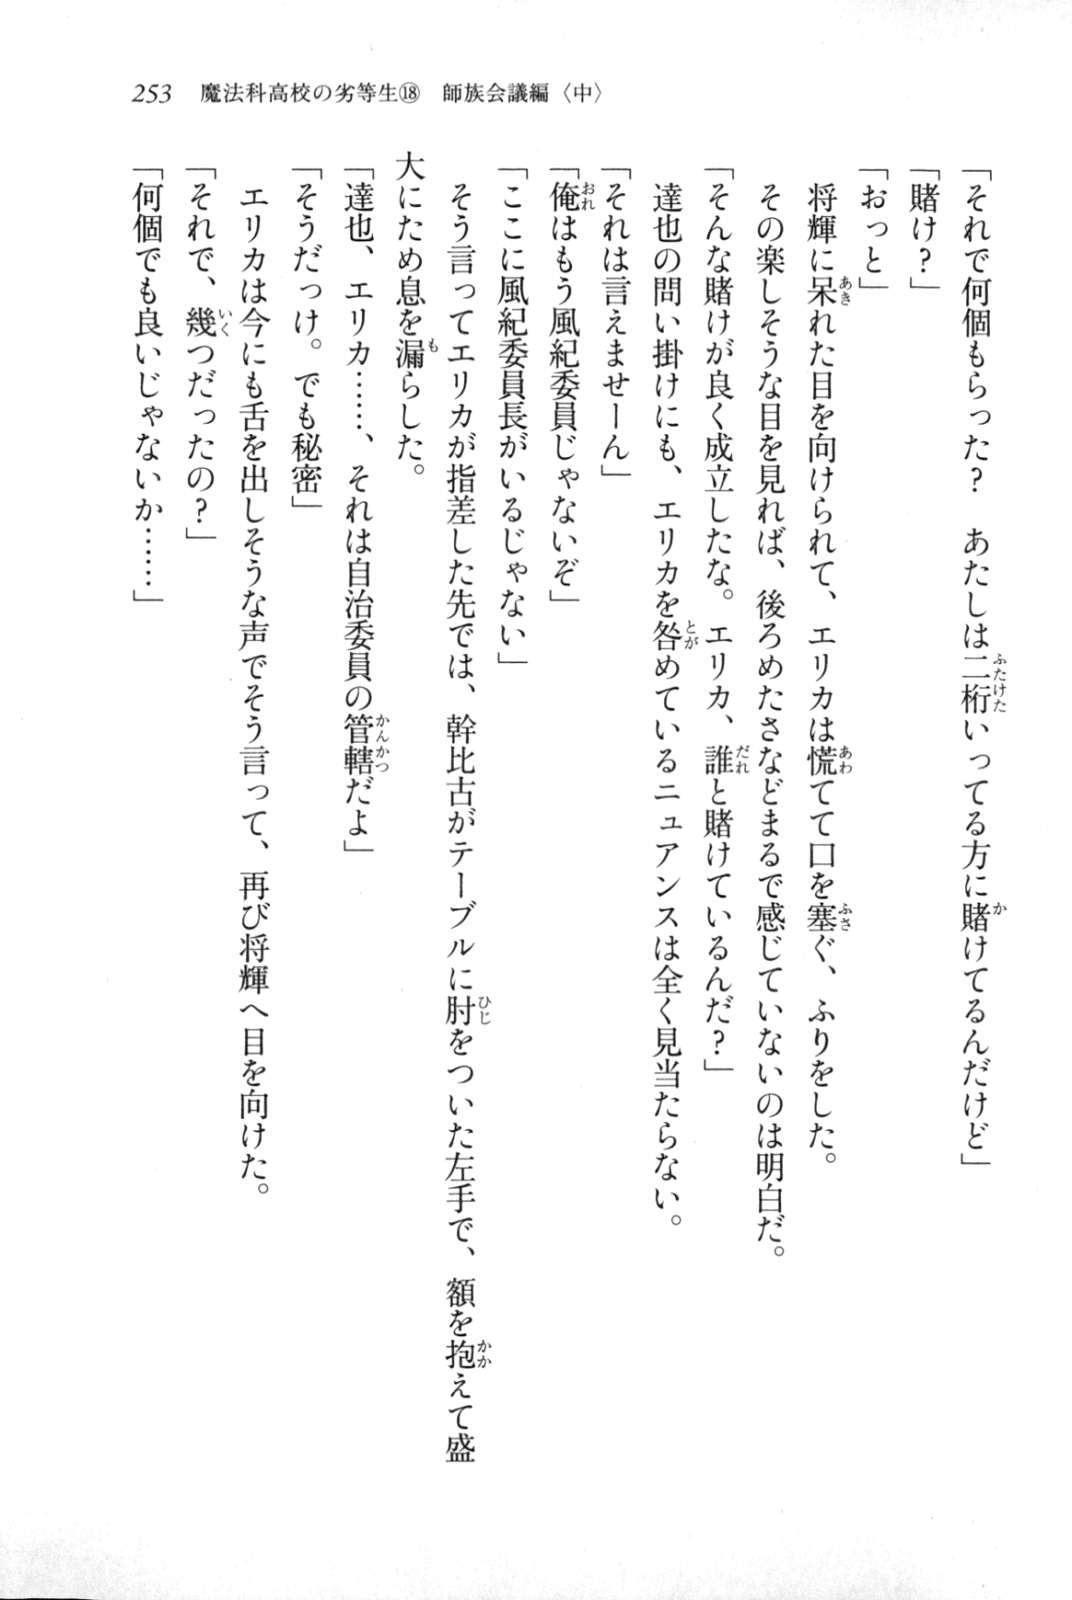 253　魔法科高校の劣等生⑱　師族会議編〈中〉
「それで何個もらった？　あたしは二桁いってる方に賭けてるんだけど」
「賭け？」
「おっと」
　将輝に呆れた目を向けられて、エリカは慌てて口を塞ぐ、ふりをした。
　その楽しそうな目を見れば、後ろめたさなどまるで感じていないのは明白だ。
「そんな賭けが良く成立したな。エリカ、誰と賭けているんだ？」
　達也の問い掛けにも、エリカを咎めているニュアンスは全く見当たらない。
「それは言えませーん」
「俺はもう風紀委員じゃないぞ」
「ここに風紀委員長がいるじゃない」
　そう言ってエリカが指差した先では、幹比古がテーブルに肘をついた左手で、額を抱えて盛
大にため息を漏らした。
「達也、エリカ……、それは自治委員の管轄だよ」
「そうだっけ。でも秘密」
　エリカは今にも舌を出しそうな声でそう言って、再び将輝へ目を向けた。
「それで、幾つだったの？」
「何個でも良いじゃないか……」